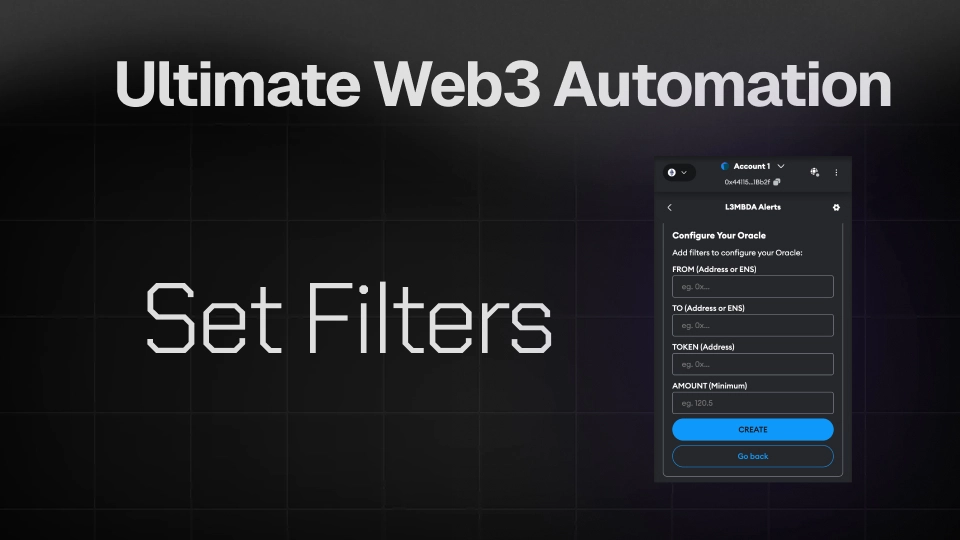 Ultimate Web3 Automation
Set Filters
Account 1
0x44115...18b2f
L3MBDA Alerts
Configure Your Oracle
Add filters to configure your Oracle:
FROM (Address or ENS)
eg. 0x...
TO (Address or ENS)
eg. 0x...
TOKEN (Address)
eg. 0x...
AMOUNT (Minimum)
eg. 120.5
CREATE
Go back